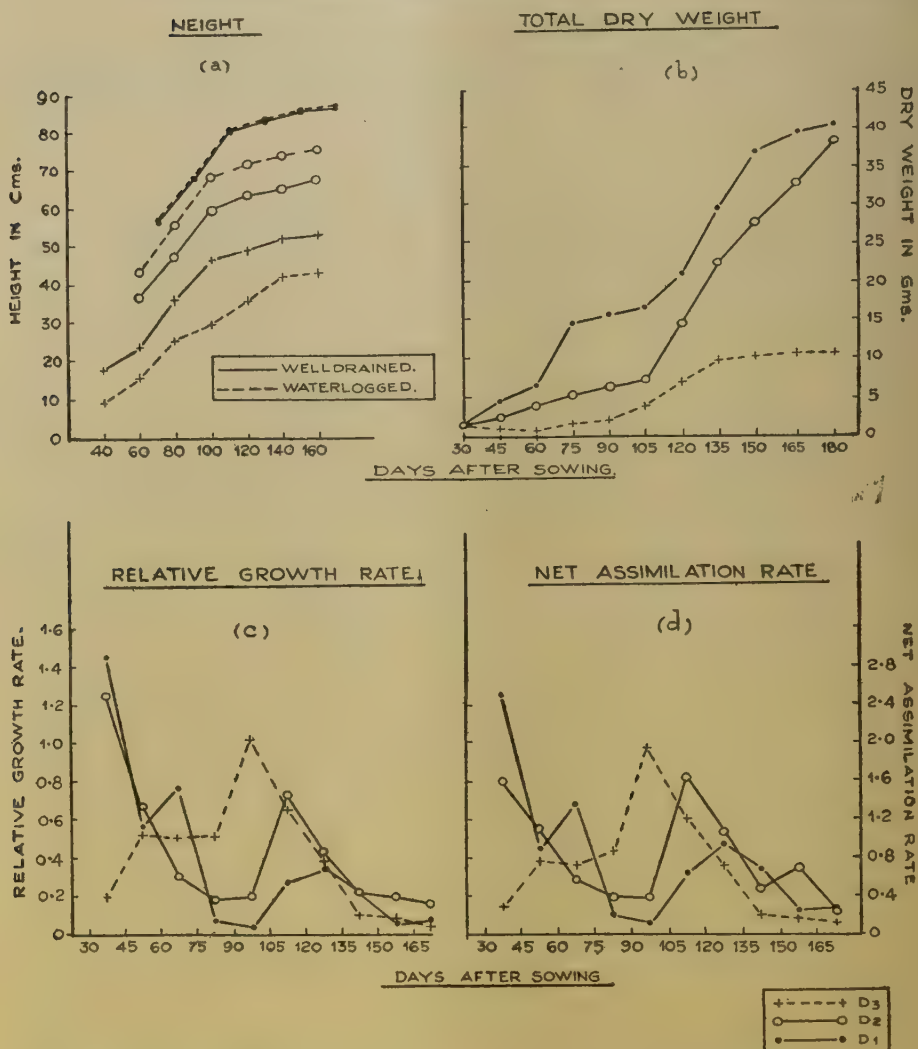 NEIGHT
(a)
HEIGHT IN Cms.
90
80
70
60
50
40
30
20
10
0
40 60 80 100 120 140 160
WELLDRAINED.
WATERLOGGED.
TOTAL DRY WEIGHT
(b)
DRY WEIGHT IN Gms.
45
40
35
30
25
20
15
10
5
0
30 45 60 75 90 105 120 135 150 165 180
DAYS AFTER SOWING.
RELATIVE GROWTH RATE.
(c)
RELATIVE GROWTH RATE.
1.6
1.4
1.2
1.0
0.8
0.6
0.4
0.2
0
30 45 60 75 90 105 120 135 150 165
NET ASSIMILATION RATE
(d)
NET ASSIMILATION RATE
2.8
2.4
2.0
1.6
1.2
0.8
0.4
0
30 45 60 75 90 105 120 135 150 165
DAYS AFTER SOWING
D3
D2
D1